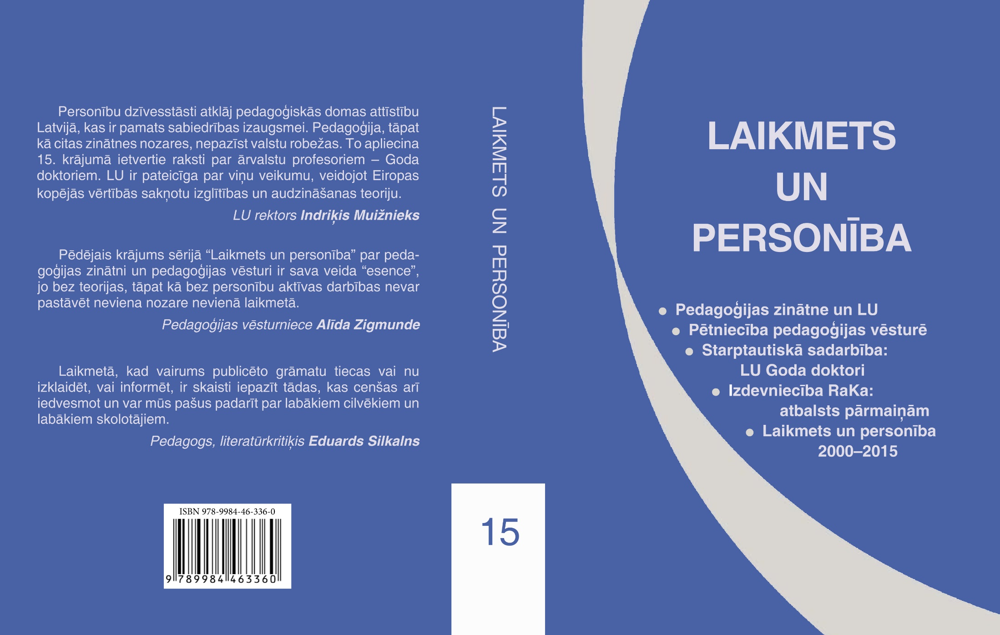 Personību dzīvesstāsti atklāj pedagoģiskās domas attīstību
Latvijā, kas ir pamats sabiedrības izaugsmei. Pedagoģija, tāpat
kā citas zinātnes nozares, nepazīst valstu robežas. To apliecina
15. krājumā ietvertie raksti par ārvalstu profesoriem – Goda
doktoriem. LU ir pateicīga par viņu veikumu, veidojot Eiropas
kopējās vērtībās sakņotu izglītības un audzināšanas teoriju.
LU rektors Indriķis Muižnieks
Pēdējais krājums sērijā “Laikmets un personība” par peda-
goģijas zinātni un pedagoģijas vēsturi ir sava veida “esence”,
jo bez teorijas, tāpat kā bez personību aktīvas darbības nevar
pastāvēt neviena nozare nevienā laikmetā.
Pedagoģijas vēsturniece Alīda Zigmunde
Laikmetā, kad vairums publicēto grāmatu tiecas vai nu
izklaidēt, vai informēt, ir skaisti iepazīt tādas, kas cenšas arī
iedvesmot un var mūs pašus padarīt par labākiem cilvēkiem un
labākiem skolotājiem.
Pedagogs, literatūrkritiķis Eduards Silkalns
ISBN 978-9984-46-336-0
9 789984 463360
LAIKMETS UN PERSONĪBA
15
LAIKMETS
UN
PERSONĪBA
● Pedagoģijas zinātne un LU
● Pētniecība pedagoģijas vēsturē
● Starptautiskā sadarbība:
LU Goda doktori
● Izdevniecība RaKa:
atbalsts pārmaiņām
● Laikmets un personība
2000–2015